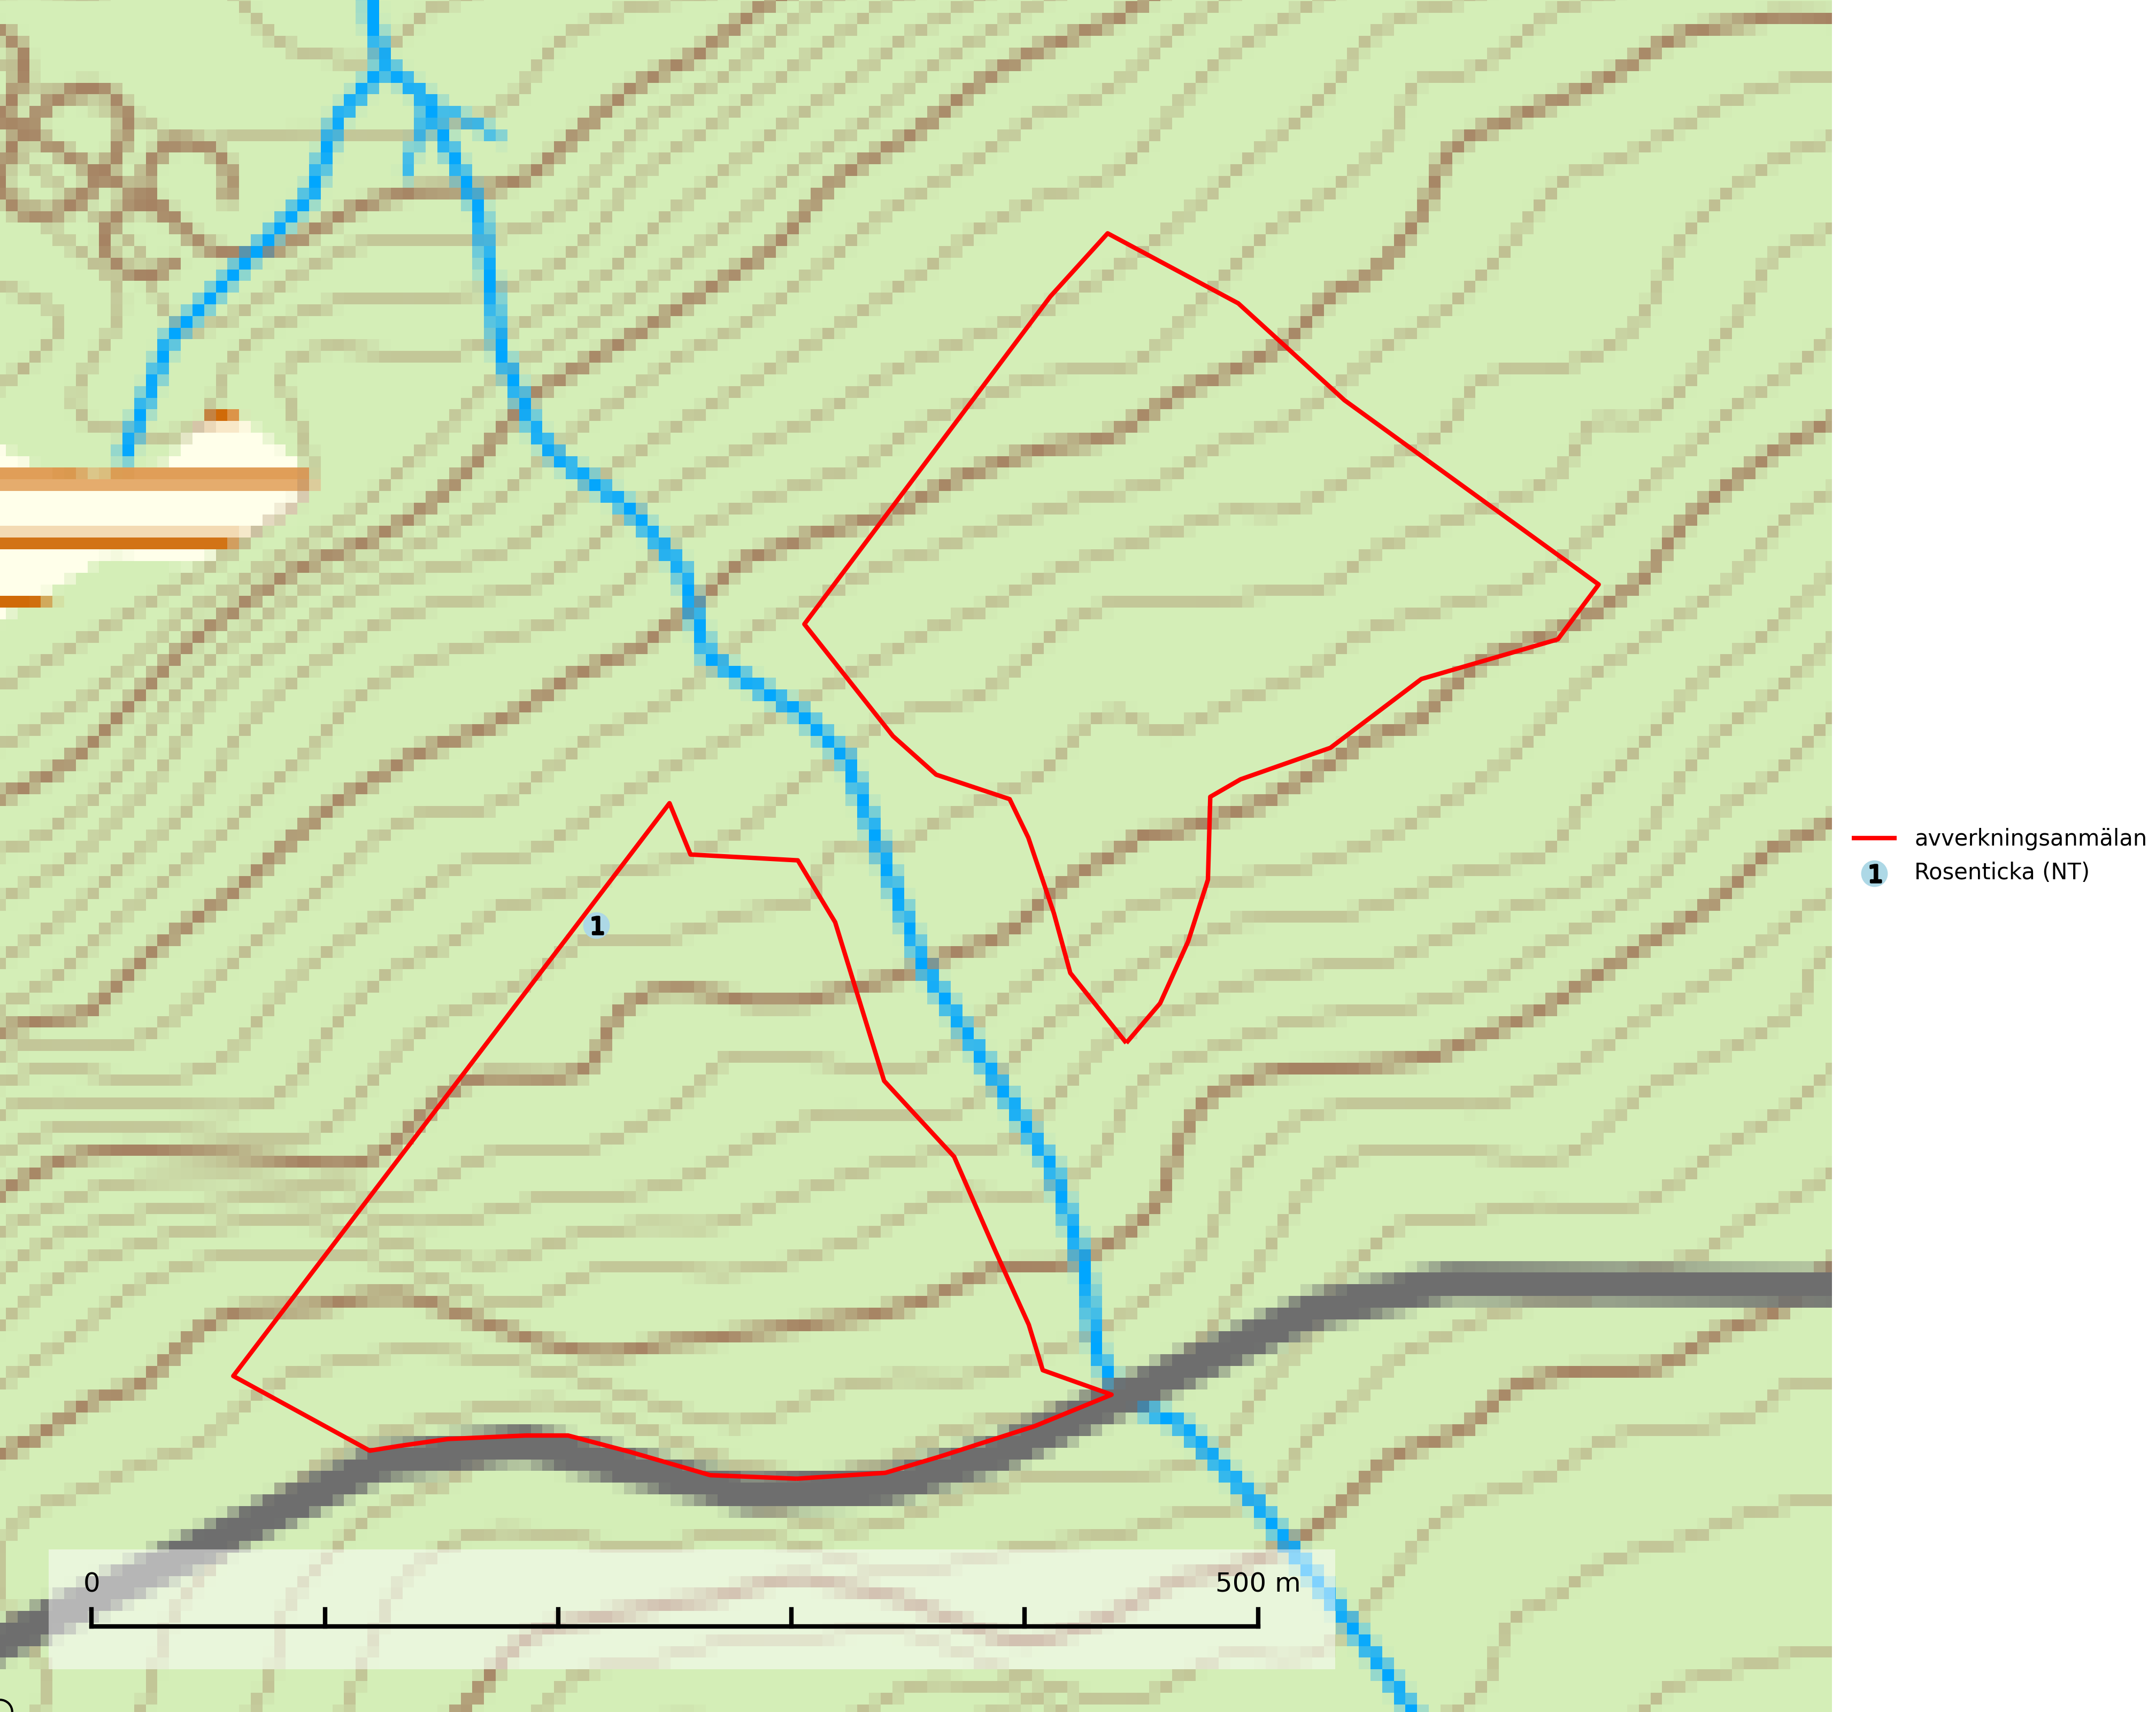 1
avverkningsanmälan
1 Rosenticka (NT)
0 500 m